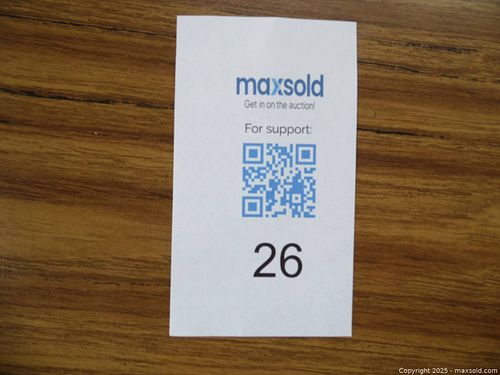 maxsold
Get in on the auction!
For support:
26
Copyright 2025 - maxsold.com